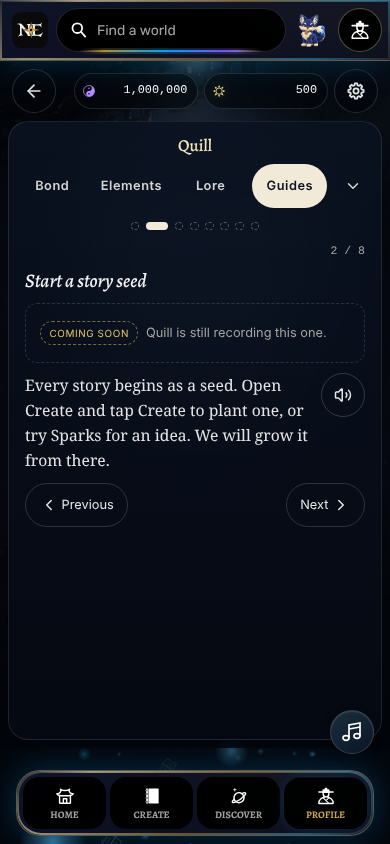 NE
Find a world
1,000,000
500
Quill
Bond
Elements
Lore
Guides
2 / 8
Start a story seed
COMING SOON
Quill is still recording this one.
Every story begins as a seed. Open
Create and tap Create to plant one, or
try Sparks for an idea. We will grow it
from there.
Previous
Next
HOME
CREATE
DISCOVER
PROFILE